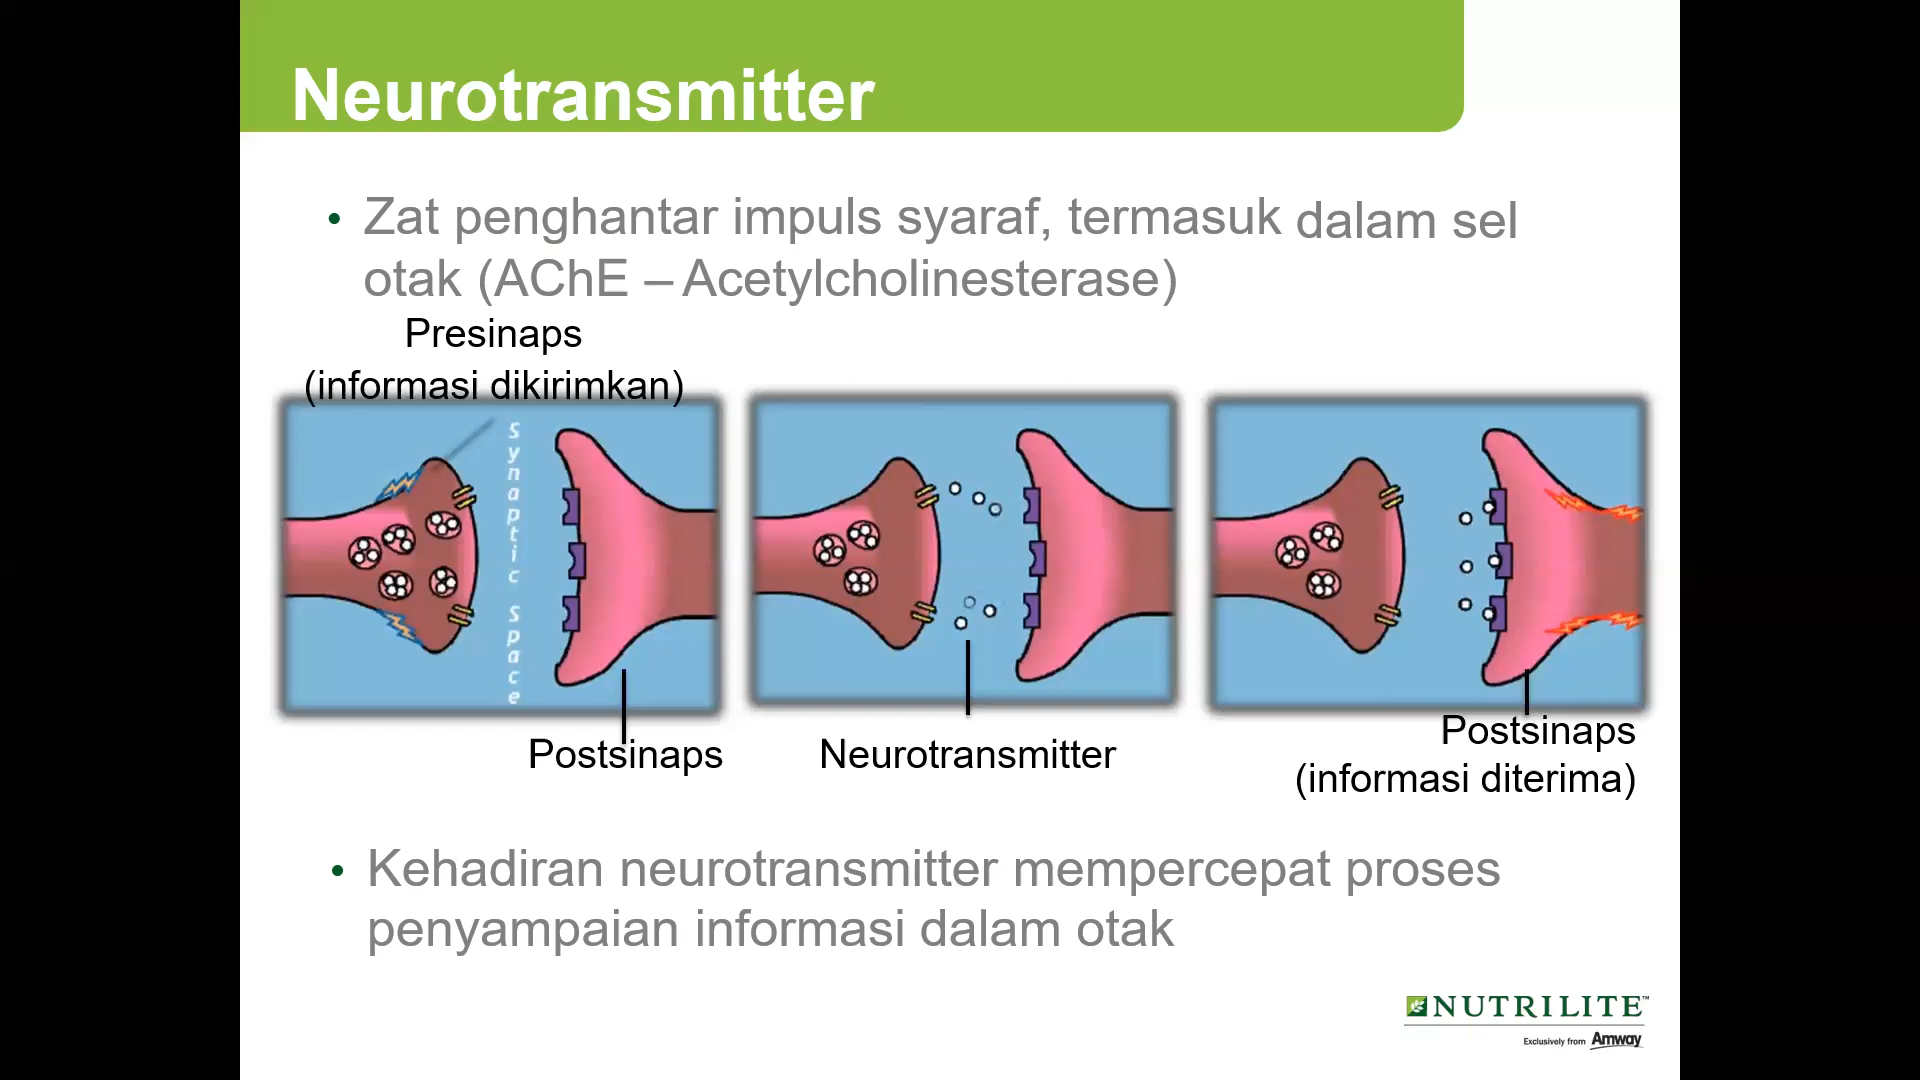 Neurotransmitter
• Zat penghantar impuls syaraf, termasuk dalam sel
otak (AChE – Acetylcholinesterase)
Presinaps
(informasi dikirimkan)
Synaptic Space
Postsinaps
Neurotransmitter
Postsinaps
(informasi diterima)
• Kehadiran neurotransmitter mempercepat proses
penyampaian informasi dalam otak
NUTRILITE™
Exclusively from Amway